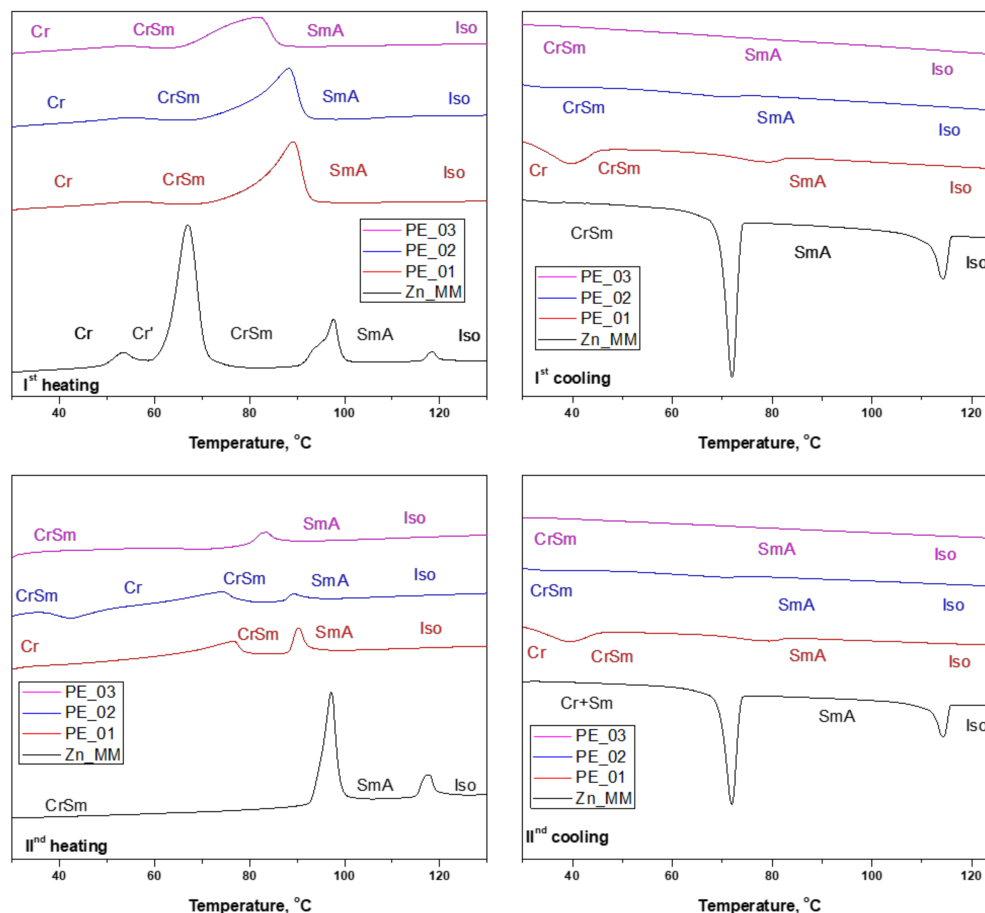 Cr CrSm SmA Iso
Cr CrSm SmA Iso
Cr CrSm SmA Iso
PE_03
PE_02
PE_01
Zn_MM
Cr Cr' CrSm SmA Iso
Ist heating
40 60 80 100 120
Temperature, oC
CrSm SmA Iso
CrSm SmA Iso
Cr CrSm SmA Iso
CrSm SmA Iso
PE_03
PE_02
PE_01
Zn_MM
Ist cooling
40 60 80 100 120
Temperature, oC
CrSm SmA Iso
CrSm Cr CrSm SmA Iso
Cr CrSm SmA Iso
PE_03
PE_02
PE_01
Zn_MM
CrSm SmA Iso
IInd heating
40 60 80 100 120
Temperature, oC
CrSm SmA Iso
CrSm SmA Iso
Cr CrSm SmA Iso
Cr+Sm SmA Iso
PE_03
PE_02
PE_01
Zn_MM
IInd cooling
40 60 80 100 120
Temperature, oC